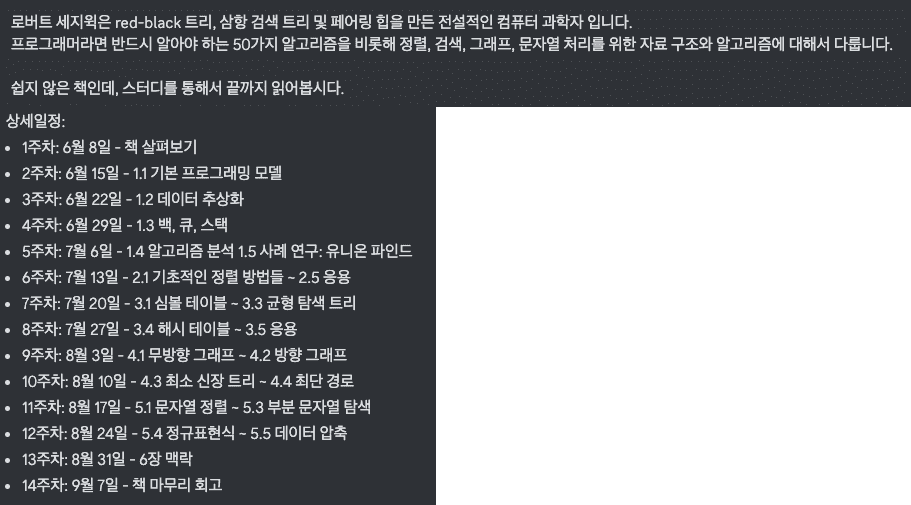 로버트 세지윅은 red-black 트리, 삼항 검색 트리 및 페어링 힙을 만든 전설적인 컴퓨터 과학자 입니다.
프로그래머라면 반드시 알아야 하는 50가지 알고리즘을 비롯해 정렬, 검색, 그래프, 문자열 처리를 위한 자료 구조와 알고리즘에 대해서 다룹니다.
쉽지 않은 책인데, 스터디를 통해서 끝까지 읽어봅시다.
상세일정:
• 1주차: 6월 8일 - 책 살펴보기
• 2주차: 6월 15일 - 1.1 기본 프로그래밍 모델
• 3주차: 6월 22일 - 1.2 데이터 추상화
• 4주차: 6월 29일 - 1.3 백, 큐, 스택
• 5주차: 7월 6일 - 1.4 알고리즘 분석 1.5 사례 연구: 유니온 파인드
• 6주차: 7월 13일 - 2.1 기초적인 정렬 방법들 ~ 2.5 응용
• 7주차: 7월 20일 - 3.1 심볼 테이블 ~ 3.3 균형 탐색 트리
• 8주차: 7월 27일 - 3.4 해시 테이블 ~ 3.5 응용
• 9주차: 8월 3일 - 4.1 무방향 그래프 ~ 4.2 방향 그래프
• 10주차: 8월 10일 - 4.3 최소 신장 트리 ~ 4.4 최단 경로
• 11주차: 8월 17일 - 5.1 문자열 정렬 ~ 5.3 부분 문자열 탐색
• 12주차: 8월 24일 - 5.4 정규표현식 ~ 5.5 데이터 압축
• 13주차: 8월 31일 - 6장 맥락
• 14주차: 9월 7일 - 책 마무리 회고